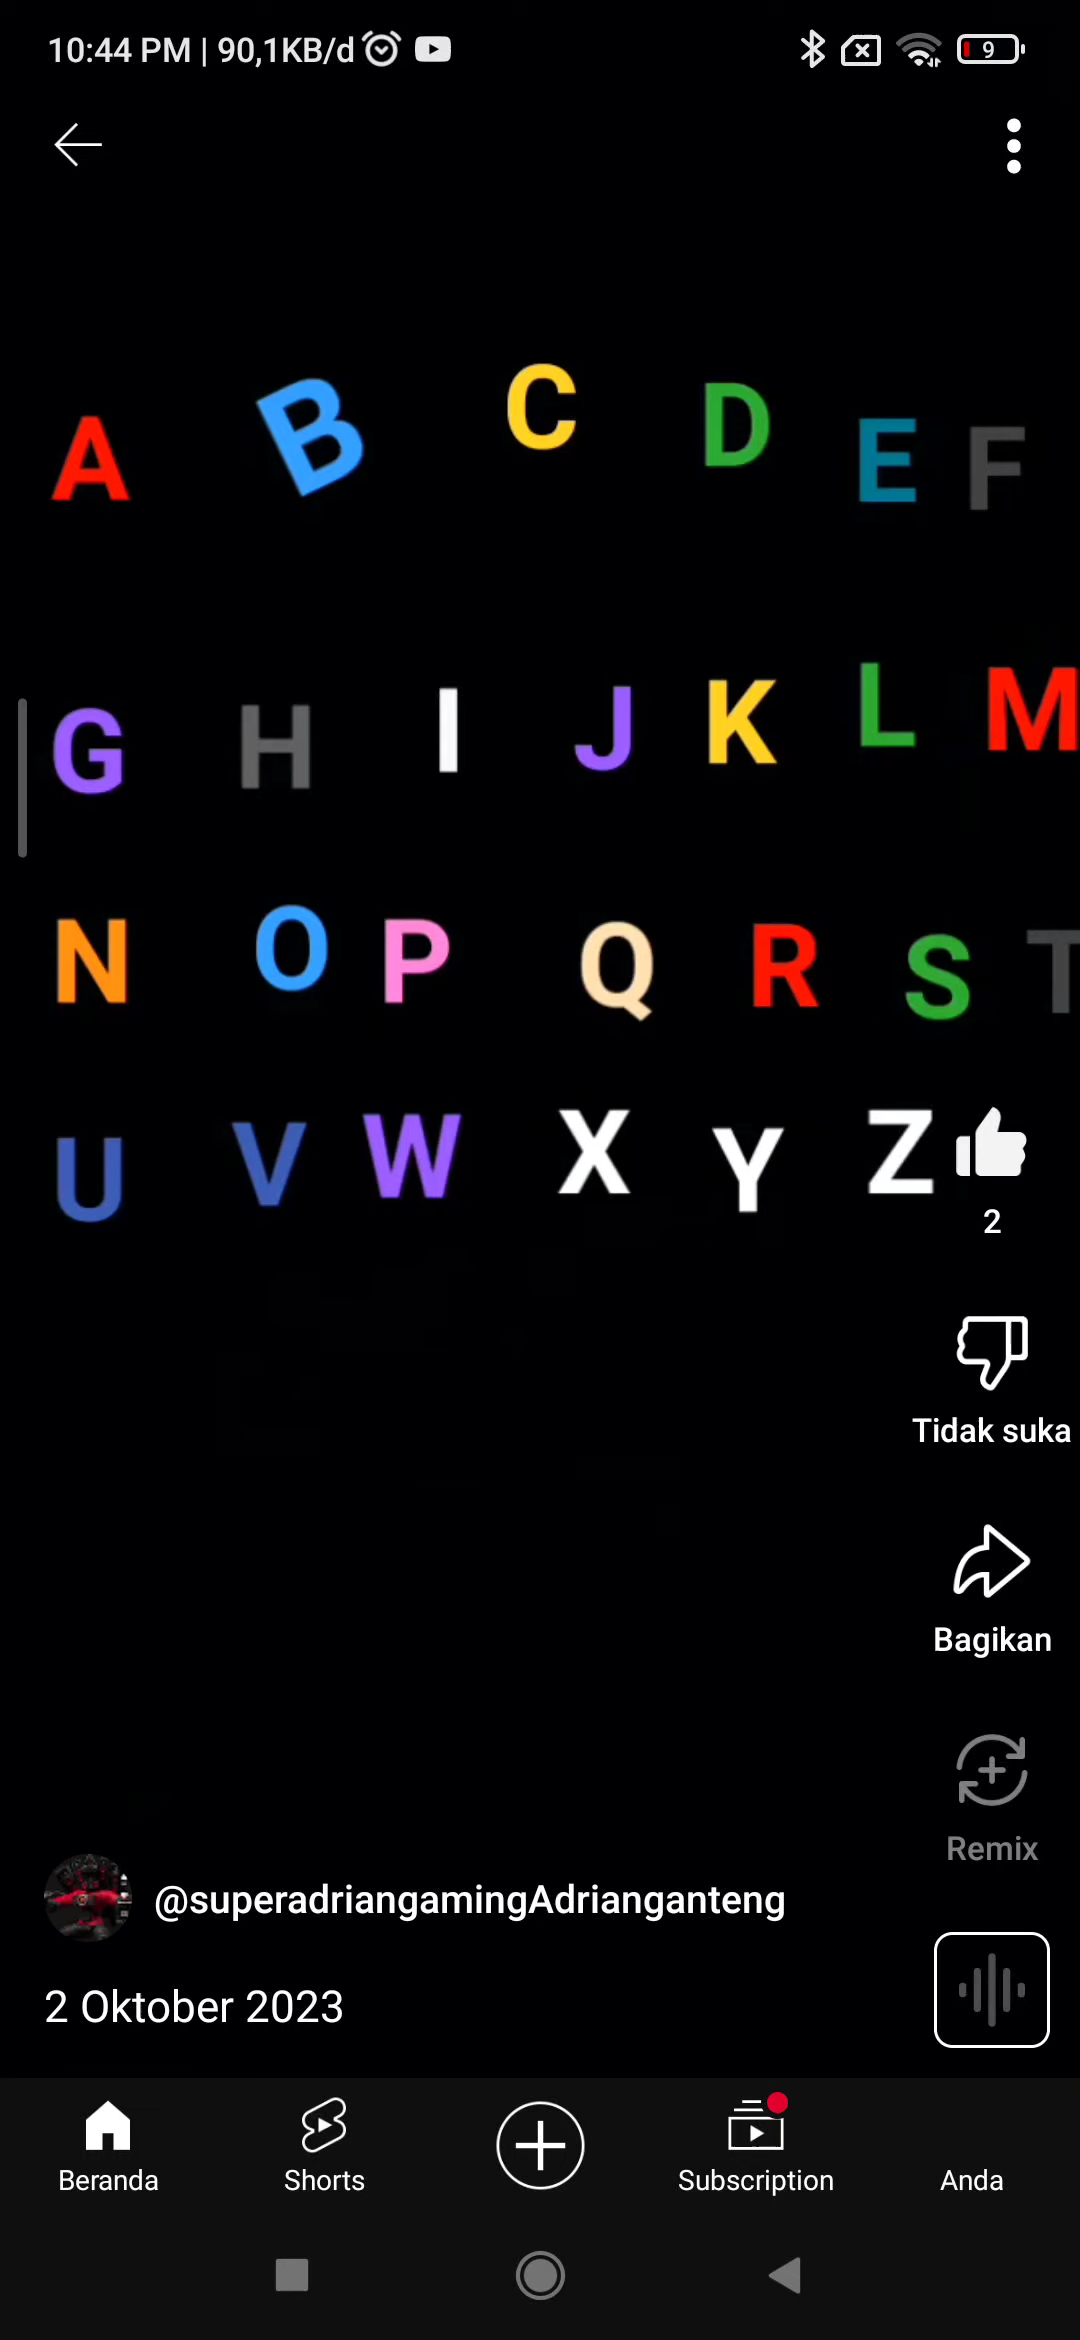 10:44 PM | 90,1KB/d
9
A B C D E F
G H I J K L M
N O P Q R S T
U V W X Y Z
2
Tidak suka
Bagikan
Remix
@superadriangamingAdrianganteng
2 Oktober 2023
Beranda Shorts Subscription Anda